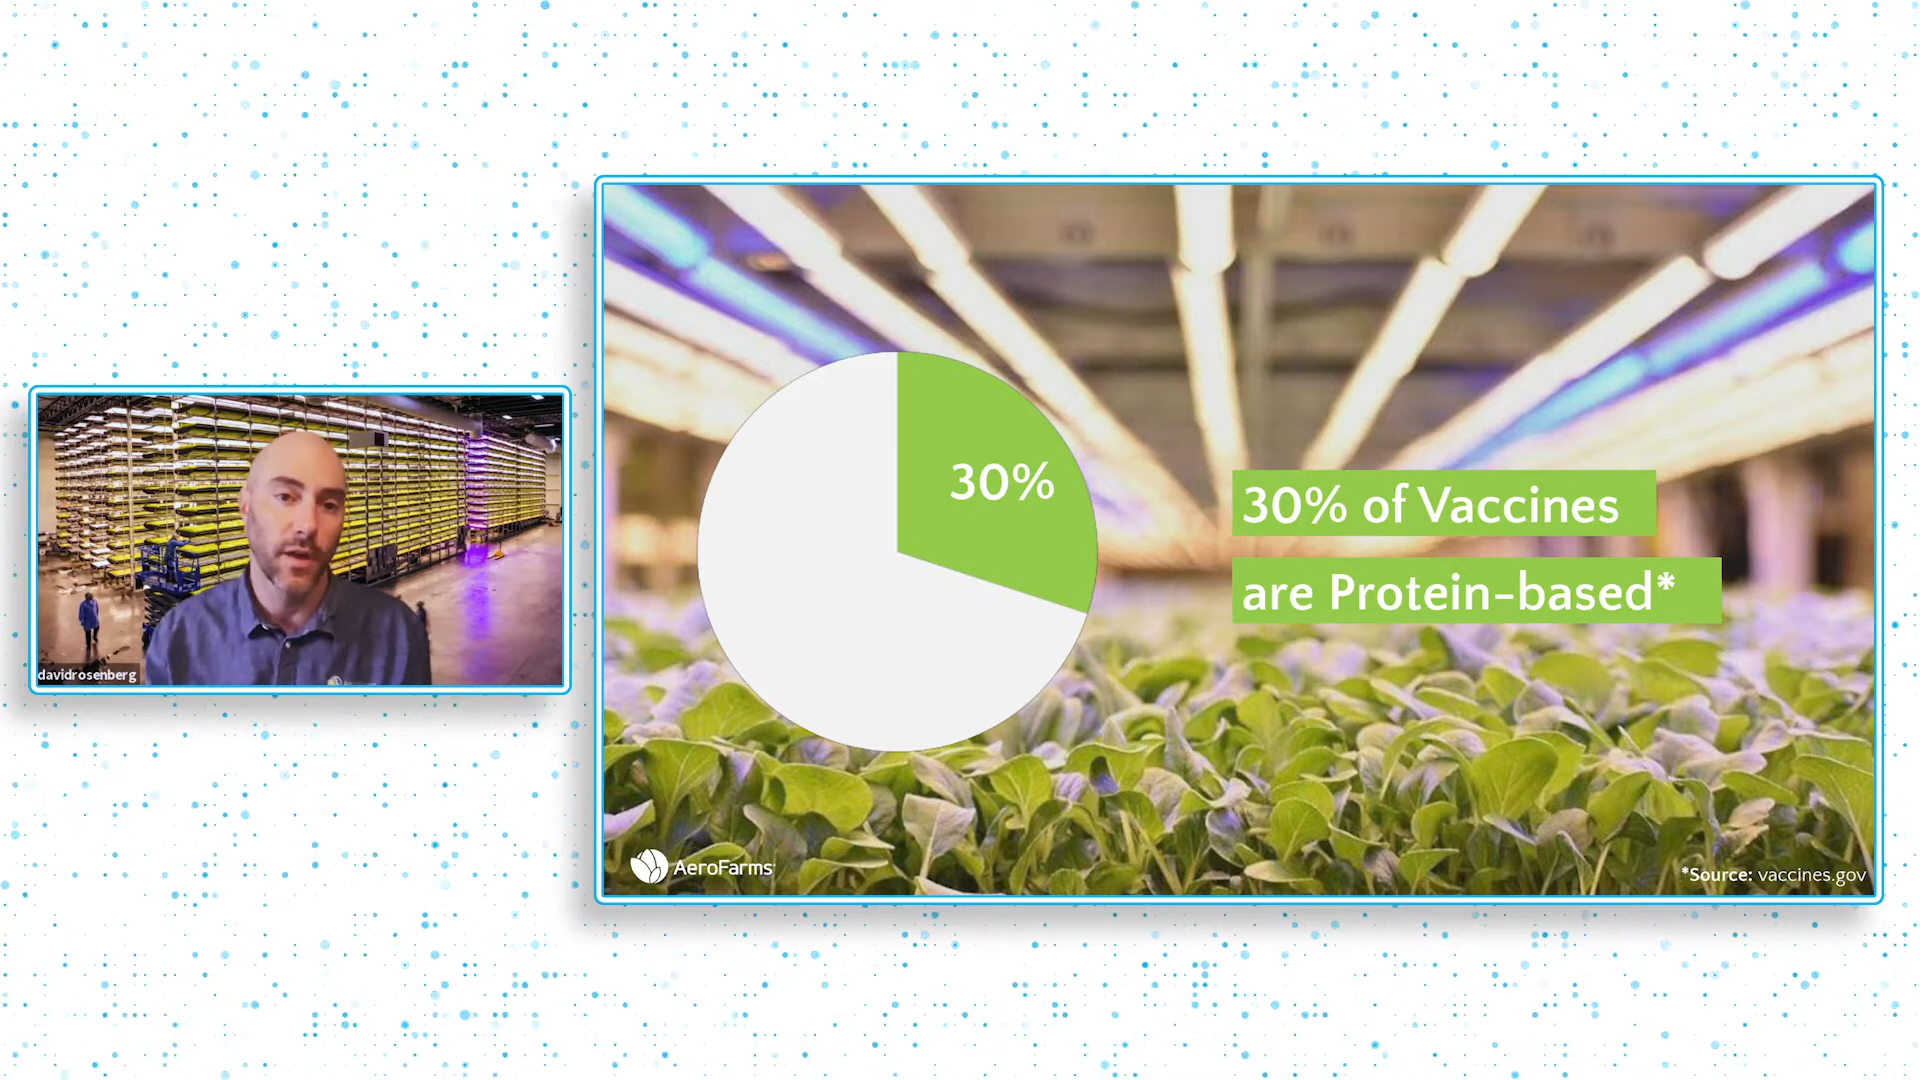 davidrosenberg
30%
30% of Vaccines
are Protein-based*
AeroFarms
*Source: vaccines.gov